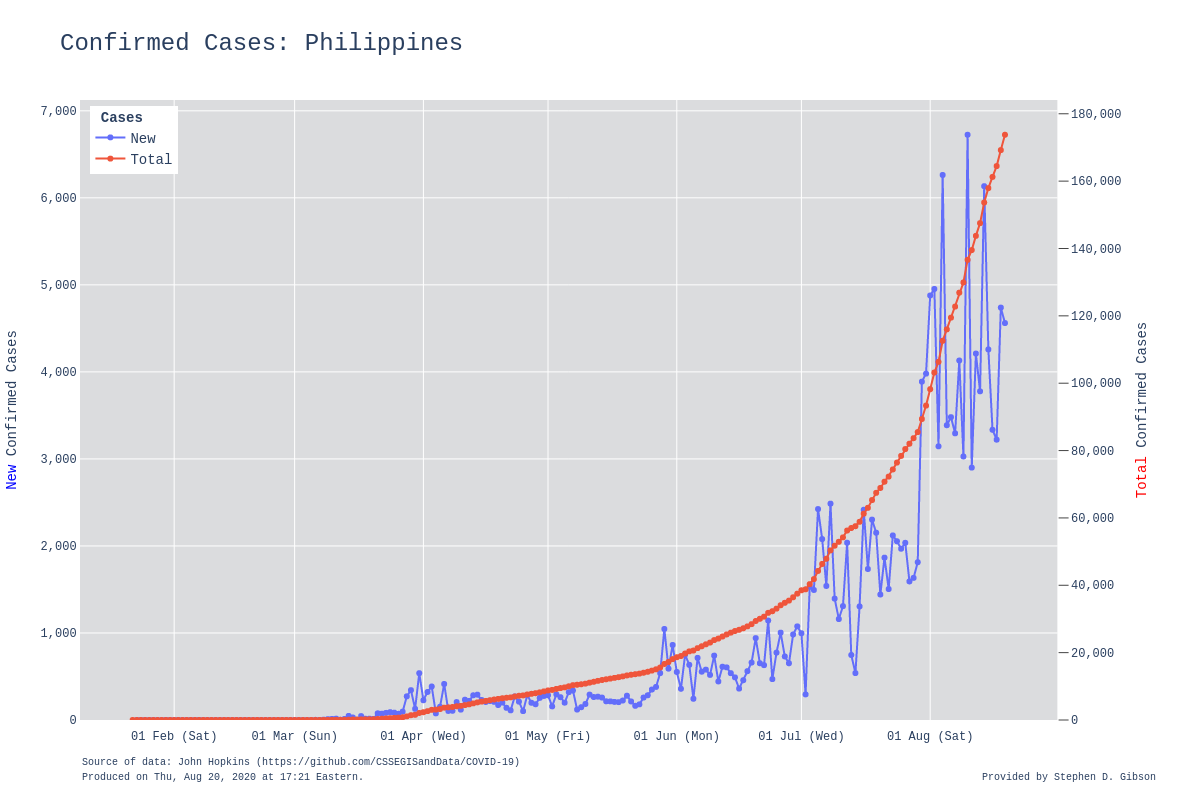 Confirmed Cases: Philippines
Cases
New
Total
7,000
6,000
5,000
4,000
3,000
2,000
1,000
0
New Confirmed Cases
180,000
160,000
140,000
120,000
100,000
80,000
60,000
40,000
20,000
0
Total Confirmed Cases
01 Feb (Sat)
01 Mar (Sun)
01 Apr (Wed)
01 May (Fri)
01 Jun (Mon)
01 Jul (Wed)
01 Aug (Sat)
Source of data: John Hopkins (https://github.com/CSSEGISandData/COVID-19)
Produced on Thu, Aug 20, 2020 at 17:21 Eastern.
Provided by Stephen D. Gibson